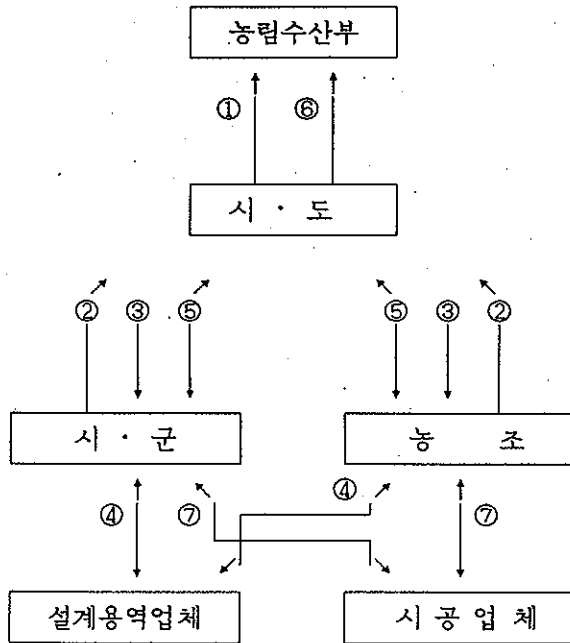 농림수산부
① ⑥
시 · 도
② ③ ⑤ ⑤ ③ ②
시 · 군 농 조
④ ⑦ ④ ⑦
설계용역업체 시 공 업 체